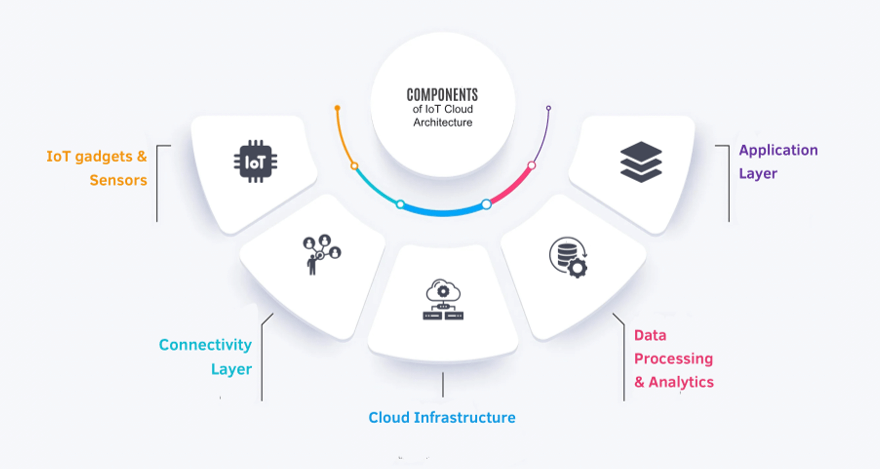 COMPONENTS
of IoT Cloud
Architecture
IoT
IoT gadgets &
Sensors
Connectivity
Layer
Cloud Infrastructure
Data
Processing
& Analytics
Application
Layer